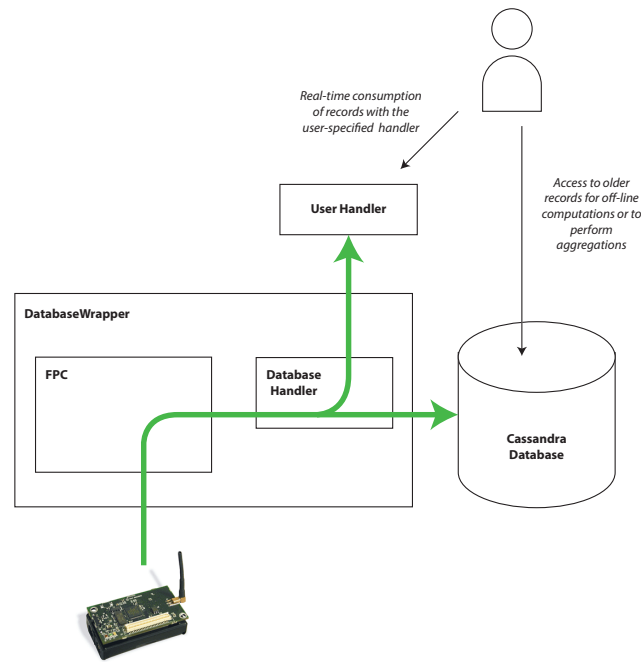 Real-time consumption
of records with the
user-specified handler
Access to older
records for off-line
computations or to
perform
aggregations
User Handler
DatabaseWrapper
FPC
Database
Handler
Cassandra
Database